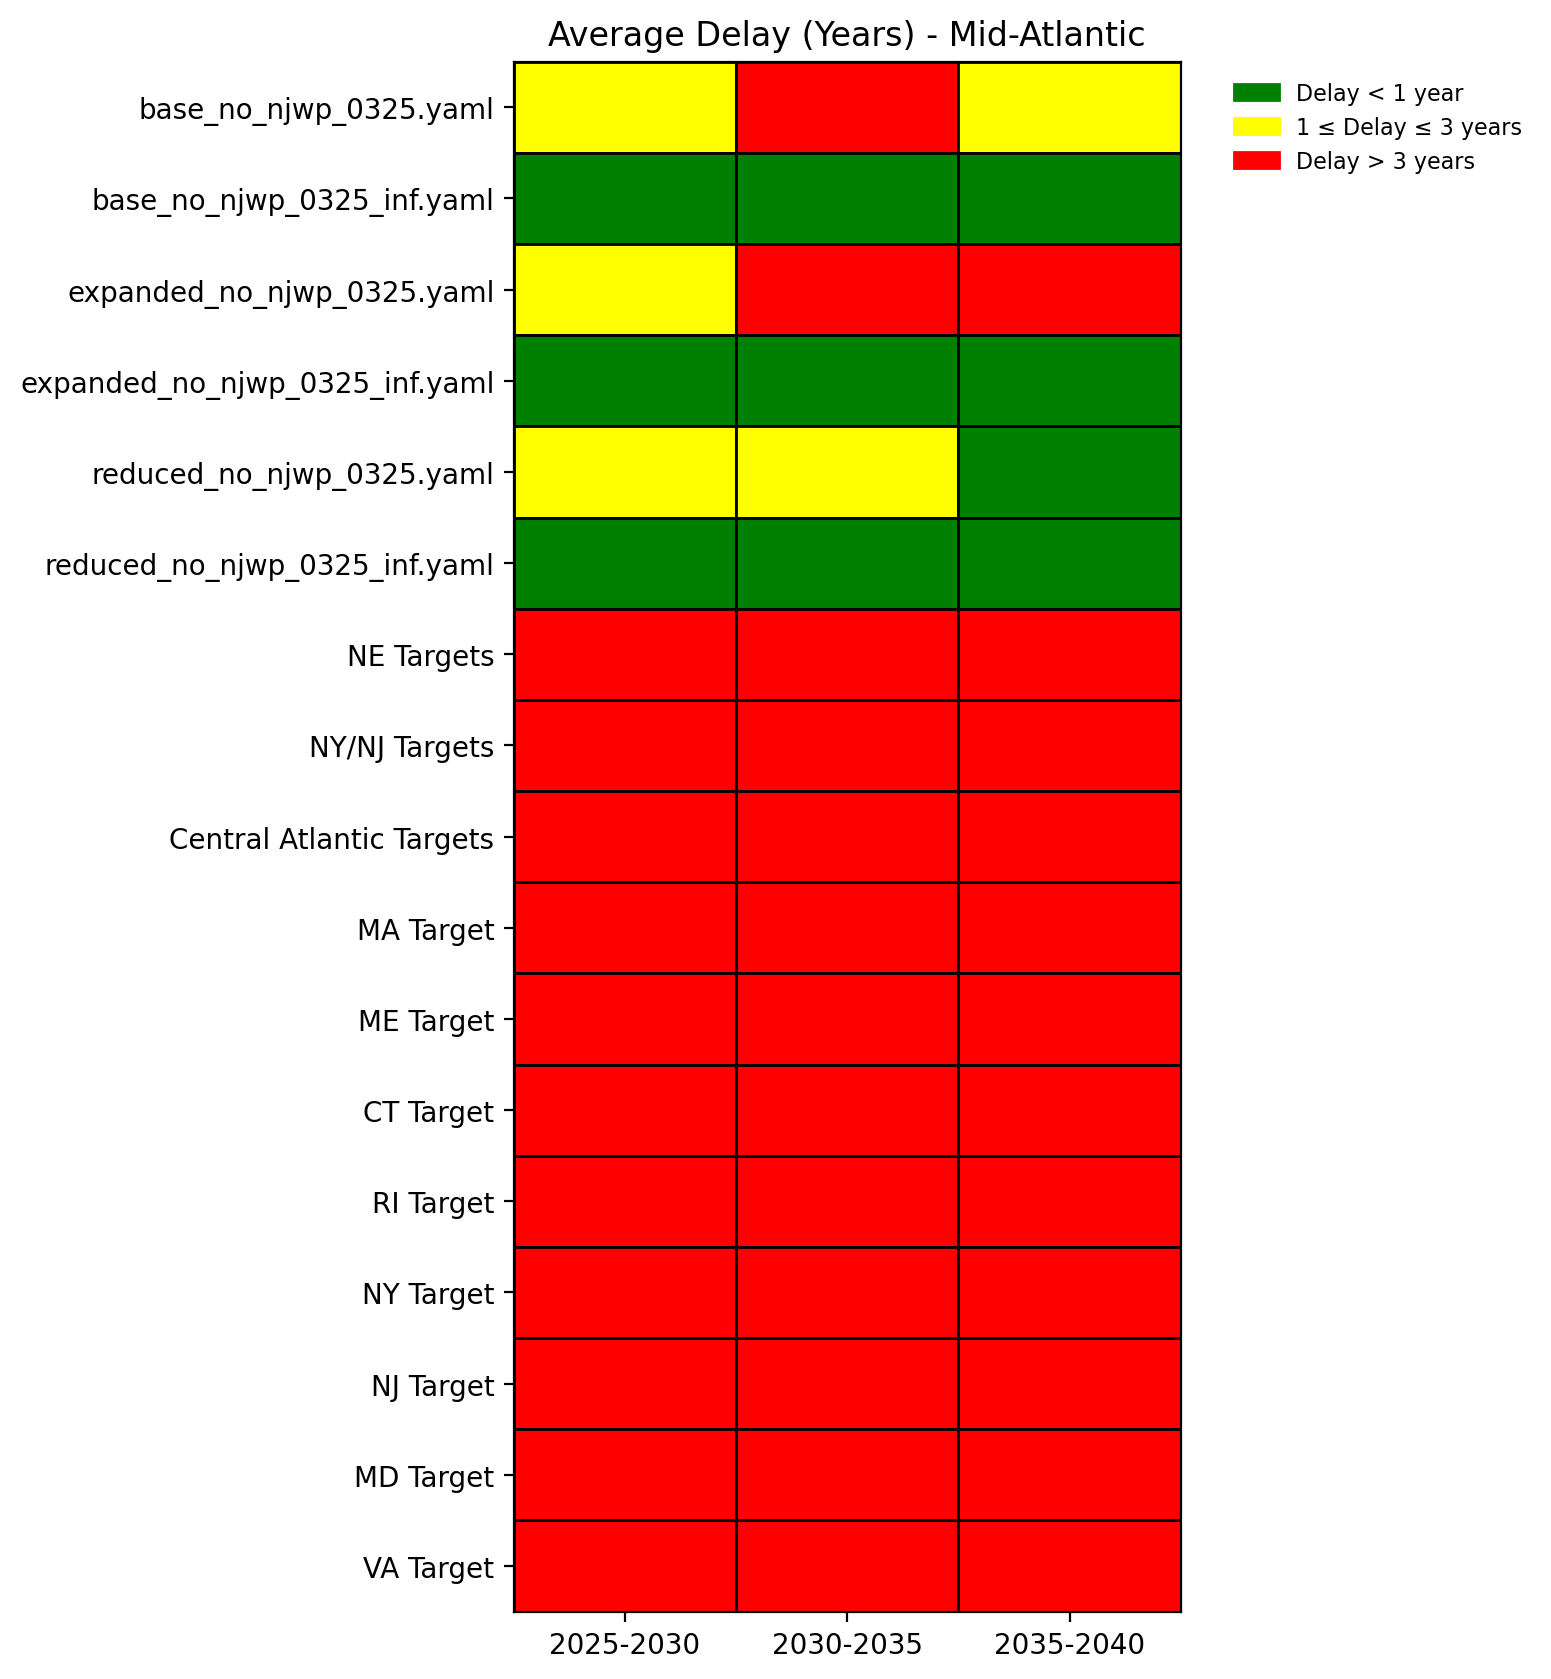 Average Delay (Years) - Mid-Atlantic
Delay < 1 year
1 ≤ Delay ≤ 3 years
Delay > 3 years
base_no_njwp_0325.yaml
base_no_njwp_0325_inf.yaml
expanded_no_njwp_0325.yaml
expanded_no_njwp_0325_inf.yaml
reduced_no_njwp_0325.yaml
reduced_no_njwp_0325_inf.yaml
NE Targets
NY/NJ Targets
Central Atlantic Targets
MA Target
ME Target
CT Target
RI Target
NY Target
NJ Target
MD Target
VA Target
2025-2030 2030-2035 2035-2040